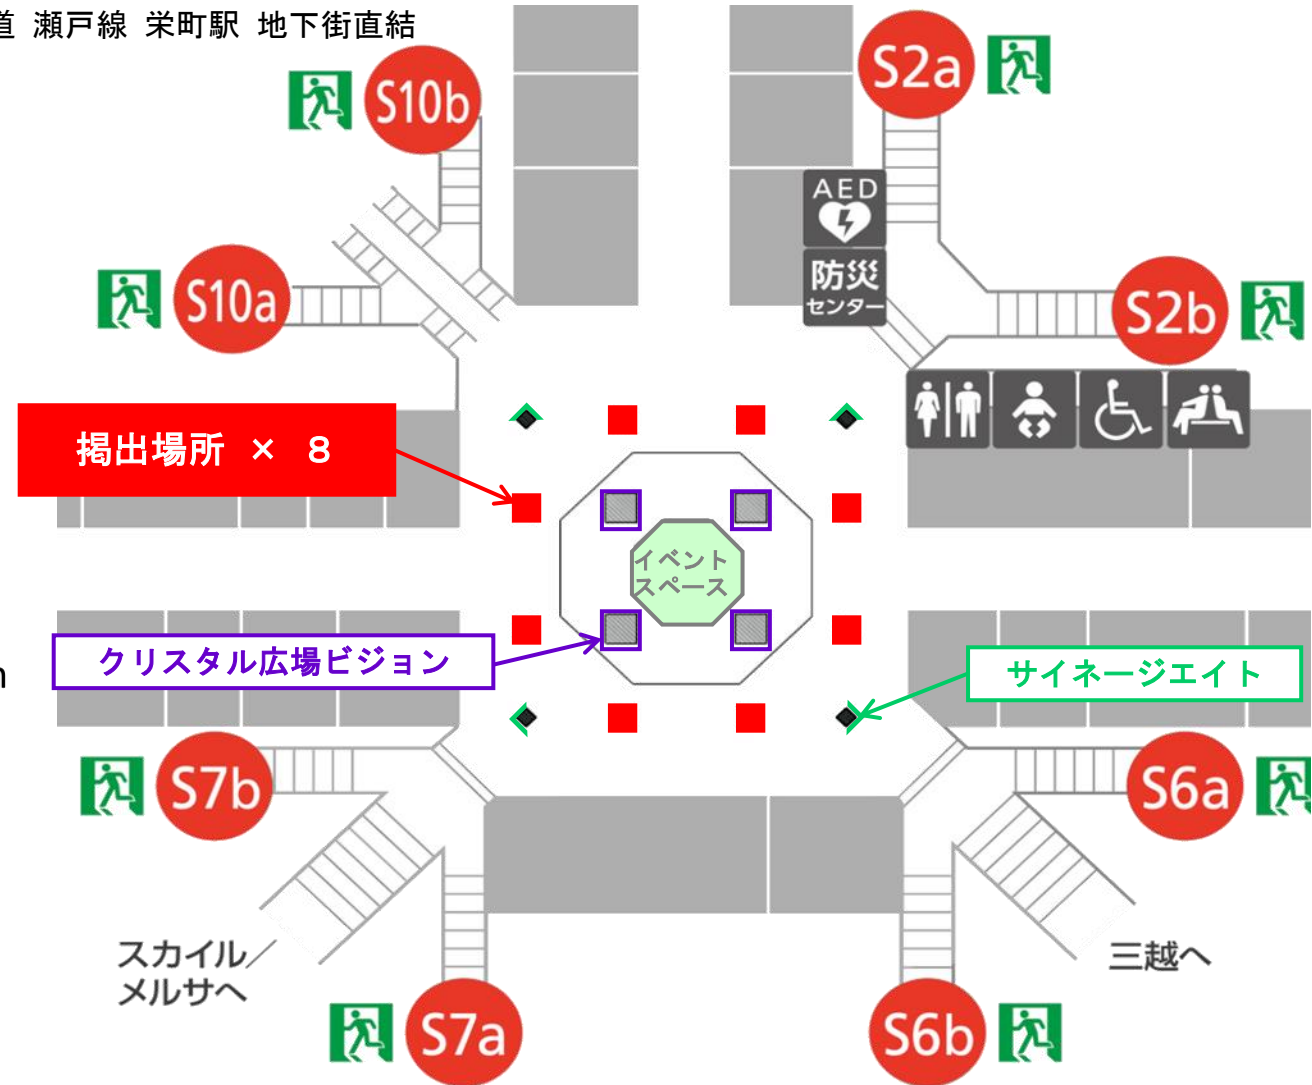 道 瀬戸線 栄町駅 地下街直結
S2a
S10b
AED
防災
センター
S10a
S2b
掲出場所 × 8
イベント
スペース
クリスタル広場ビジョン
サイネージエイト
m
S7b
S6a
スカイル/
メルサへ
三越へ
S7a
S6b